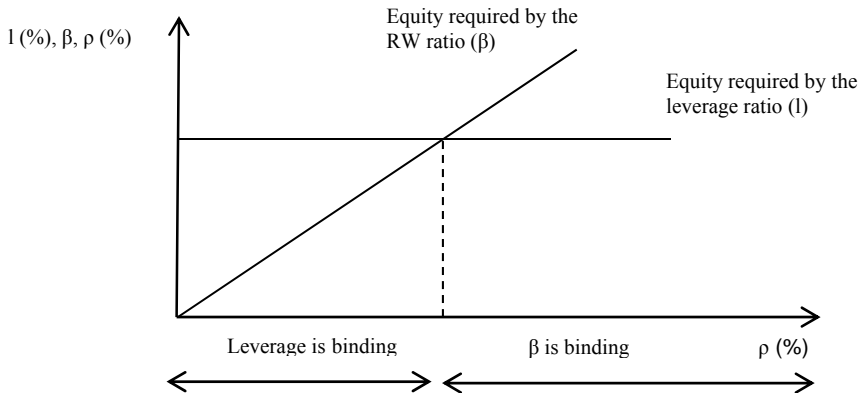 l (%), β, ρ (%)
Equity required by the
RW ratio (β)
Equity required by the
leverage ratio (l)
Leverage is binding
β is binding
ρ (%)